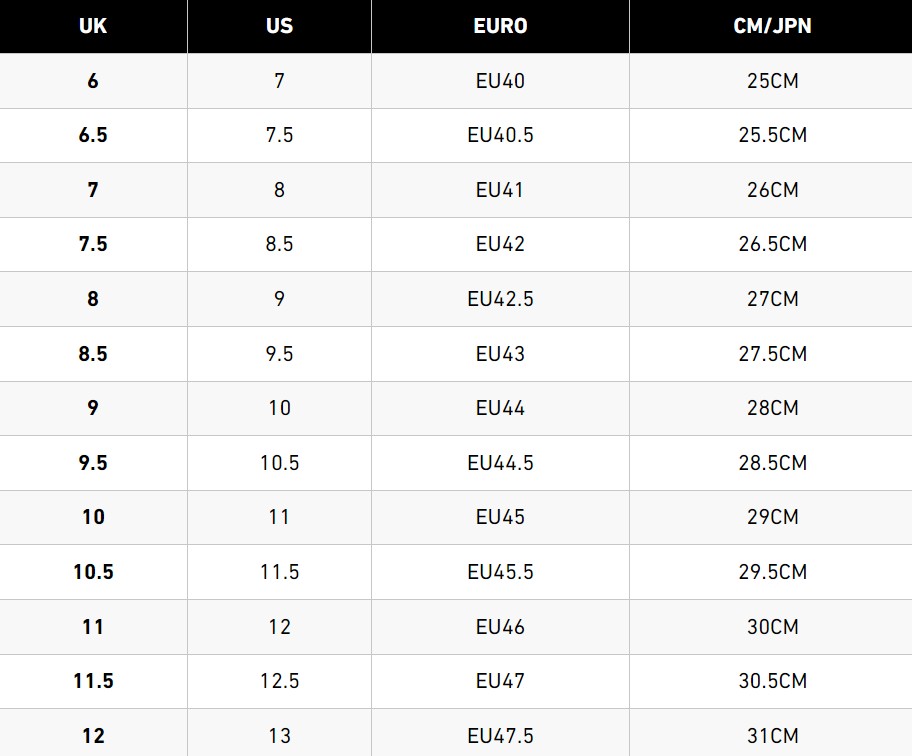 UK US EURO CM/JPN
6 7 EU40 25CM
6.5 7.5 EU40.5 25.5CM
7 8 EU41 26CM
7.5 8.5 EU42 26.5CM
8 9 EU42.5 27CM
8.5 9.5 EU43 27.5CM
9 10 EU44 28CM
9.5 10.5 EU44.5 28.5CM
10 11 EU45 29CM
10.5 11.5 EU45.5 29.5CM
11 12 EU46 30CM
11.5 12.5 EU47 30.5CM
12 13 EU47.5 31CM